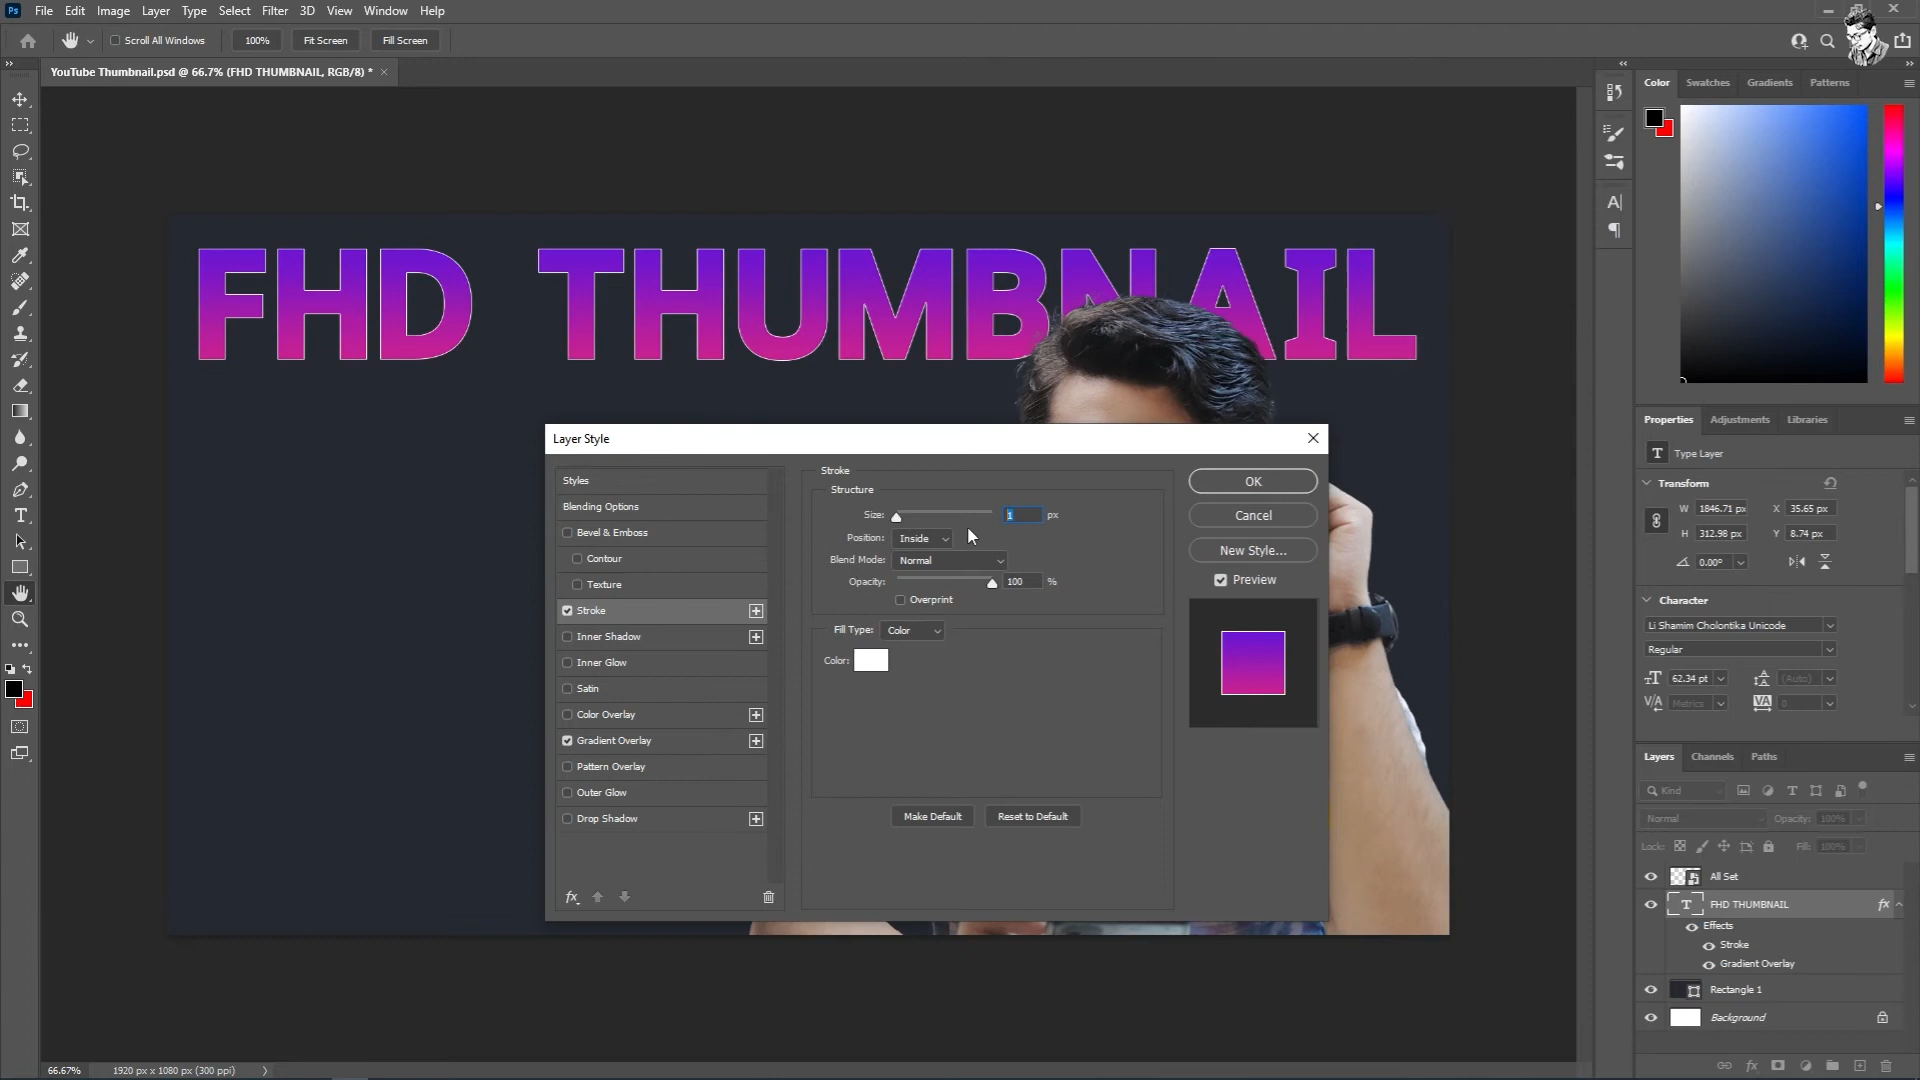 Ps File Edit Image Layer Type Select Filter 3D View Window Help
Scroll All Windows 100% Fit Screen Fill Screen
YouTube Thumbnail.psd @ 66.7% (FHD THUMBNAIL, RGB/8) *
Color Swatches Gradients Patterns
FHD THUMBNAIL
Layer Style
Styles
Blending Options
Bevel & Emboss
Contour
Texture
Stroke
Inner Shadow
Inner Glow
Satin
Color Overlay
Gradient Overlay
Pattern Overlay
Outer Glow
Drop Shadow
fx
Stroke
Structure
Size: 1 px
Position: Inside
Blend Mode: Normal
Opacity: 100 %
Overprint
Fill Type: Color
Color:
Make Default Reset to Default
OK
Cancel
New Style...
Preview
Properties Adjustments Libraries
T Type Layer
Transform
W 1846.71 px X 35.65 px
H 312.98 px Y 8.74 px
0.00°
Character
Li Shamim Cholontika Unicode
Regular
62.34 pt (Auto)
Metrics 0
Layers Channels Paths
Kind
Normal Opacity: 100%
Lock: Fill: 100%
All Set
T FHD THUMBNAIL fx
Effects
Stroke
Gradient Overlay
Rectangle 1
Background
fx
66.67% 1920 px x 1080 px (300 ppi)